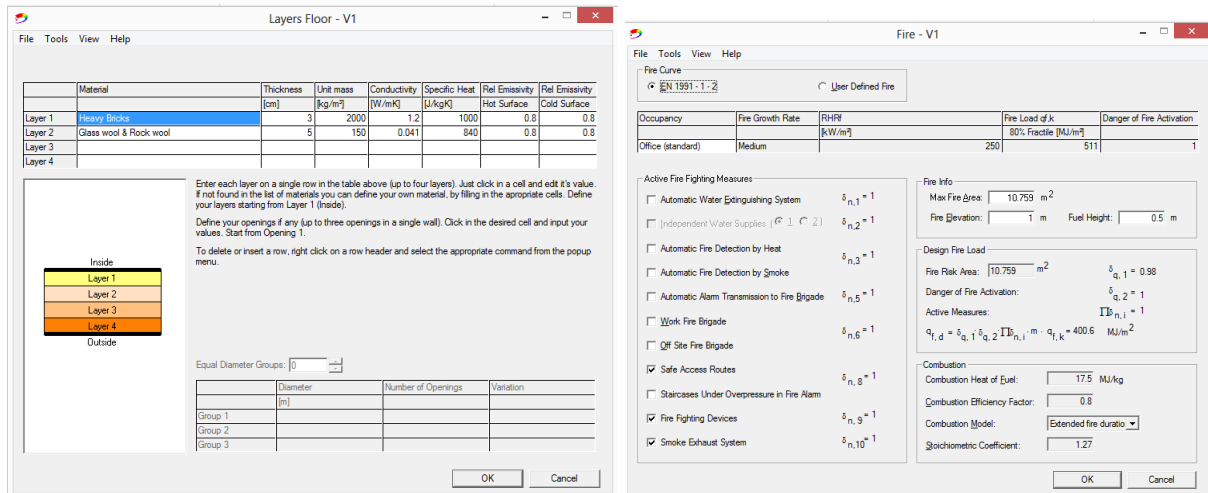 Layers Floor - V1
File Tools View Help
Material Thickness Unit mass Conductivity Specific Heat Rel Emissivity Rel Emissivity
[cm] [kg/m³] [W/mK] [J/kgK] Hot Surface Cold Surface
Layer 1 Heavy Bricks 3 2000 1.2 1000 0.8 0.8
Layer 2 Glass wool & Rock wool 5 150 0.041 840 0.8 0.8
Layer 3
Layer 4
Enter each layer on a single row in the table above (up to four layers). Just click in a cell and edit it's value.
If not found in the list of materials you can define your own material, by filling in the apropriate cells. Define
your layers starting from Layer 1 (Inside).
Define your openings if any (up to three openings in a single wall). Click in the desired cell and input your
values. Start from Opening 1.
To delete or insert a row, right click on a row header and select the appropriate command from the popup
menu.
Inside
Layer 1
Layer 2
Layer 3
Layer 4
Outside
Equal Diameter Groups: 0
Diameter Number of Openings Variation
[m]
Group 1
Group 2
Group 3
OK Cancel
Fire - V1
File Tools View Help
Fire Curve
EN 1991 - 1 - 2 User Defined Fire
Occupancy Fire Growth Rate RHRf Fire Load qf,k Danger of Fire Activation
[kW/m²] 80% Fractile [MJ/m²]
Office (standard) Medium 250 511 1
Active Fire Fighting Measures
Automatic Water Extinguishing System δn,1 = 1
Independent Water Supplies ( 1 2 ) δn,2 = 1
Automatic Fire Detection by Heat
δn,3 = 1
Automatic Fire Detection by Smoke
Automatic Alarm Transmission to Fire Brigade δn,5 = 1
Work Fire Brigade
δn,6 = 1
Off Site Fire Brigade
Safe Access Routes
δn,8 = 1
Staircases Under Overpressure in Fire Alarm
Fire Fighting Devices δn,9 = 1
Smoke Exhaust System δn,10 = 1
Fire Info
Max Fire Area: 10.759 m2
Fire Elevation: 1 m Fuel Height: 0.5 m
Design Fire Load
Fire Risk Area: 10.759 m2 δq,1 = 0.98
Danger of Fire Activation: δq,2 = 1
Active Measures: Πδn,i = 1
qf,d = δq,1·δq,2·Πδn,i·m·qf,k = 400.6 MJ/m2
Combustion
Combustion Heat of Fuel: 17.5 MJ/kg
Combustion Efficiency Factor: 0.8
Combustion Model: Extended fire duratio
Stoichiometric Coefficient: 1.27
OK Cancel